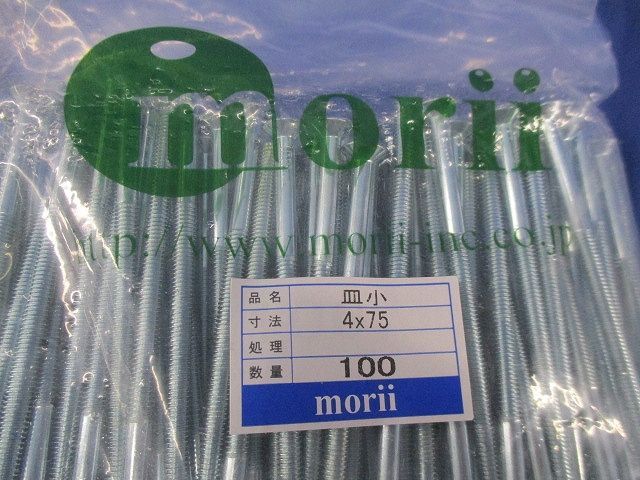 morii
http://www.morii-inc.co.jp
品名 皿小
寸法 4x75
処理
数量 100
morii